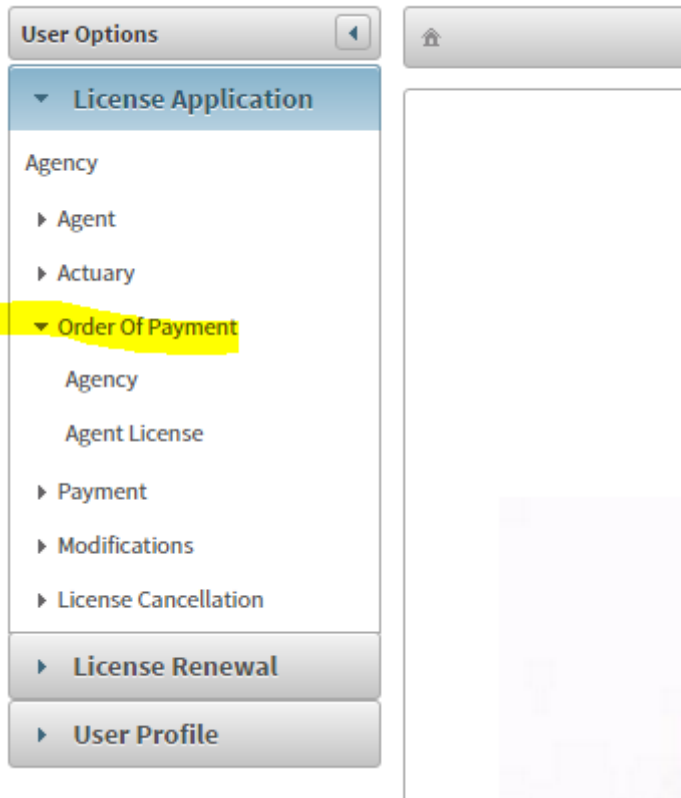 User Options
License Application
Agency
Agent
Actuary
Order Of Payment
Agency
Agent License
Payment
Modifications
License Cancellation
License Renewal
User Profile